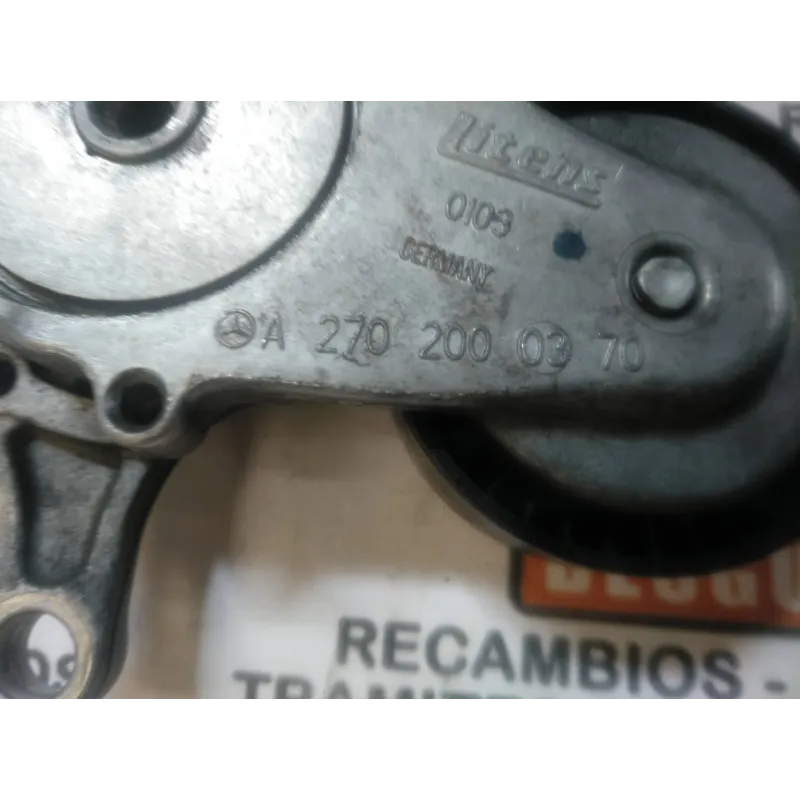 Litens
0103
GERMANY
A 270 200 03 70
RECAMBIOS -